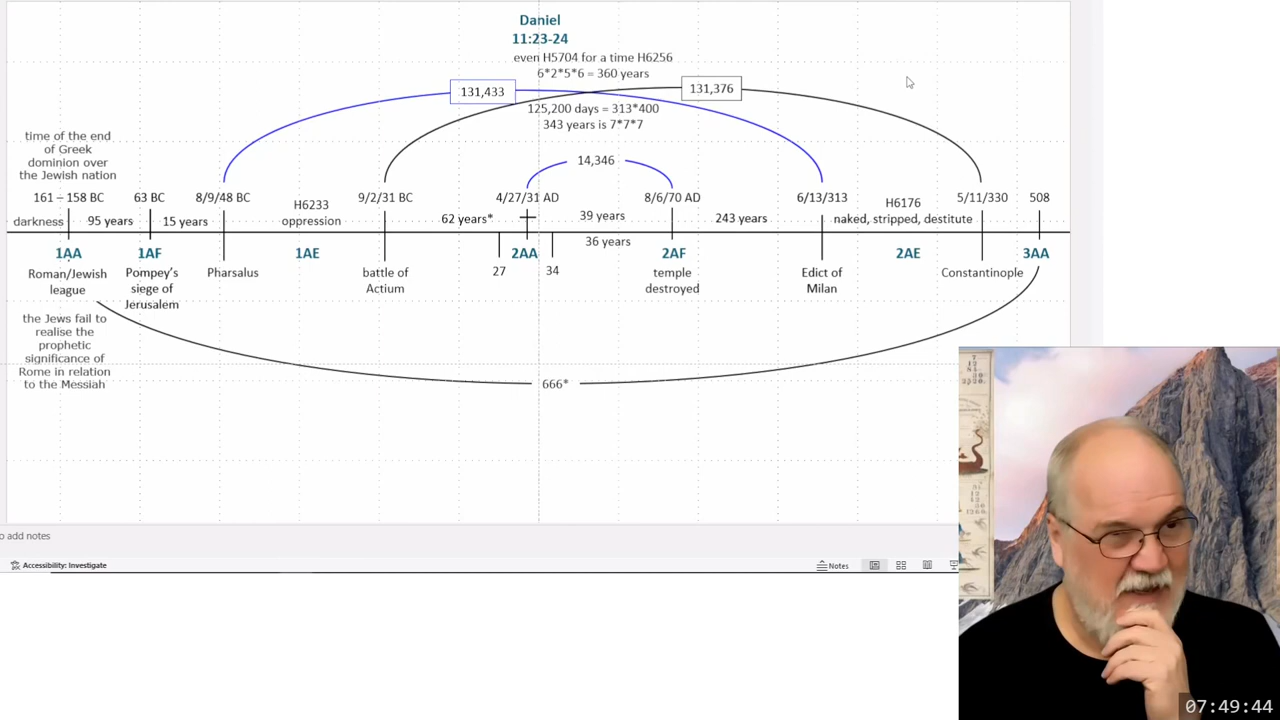 Daniel
11:23-24
even H5704 for a time H6256
6*2*5*6 = 360 years
131,433
131,376
125,200 days = 313*400
343 years is 7*7*7
14,346
time of the end
of Greek
dominion over
the Jewish nation
161 – 158 BC
63 BC
8/9/48 BC
9/2/31 BC
4/27/31 AD
8/6/70 AD
6/13/313
5/11/330
508
darkness
95 years
15 years
H6233
oppression
62 years*
39 years
243 years
H6176
naked, stripped, destitute
36 years
1AA
1AF
1AE
2AA
2AF
2AE
3AA
Roman/Jewish
league
Pompey's
siege of
Jerusalem
Pharsalus
battle of
Actium
27
34
temple
destroyed
Edict of
Milan
Constantinople
the Jews fail to
realise the
prophetic
significance of
Rome in relation
to the Messiah
666*
o add notes
Accessibility: Investigate
Notes
07:49:44